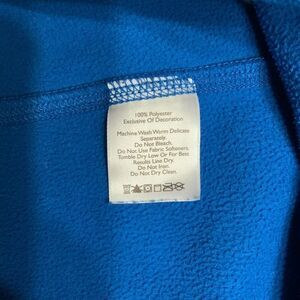 100% Polyester
Exclusive Of Decoration
Machine Wash Warm Delicate
Separately.
Do Not Bleach.
Do Not Use Fabric Softeners.
Tumble Dry Low Or For Best
Results Line Dry.
Do Not Iron.
Do Not Dry Clean.